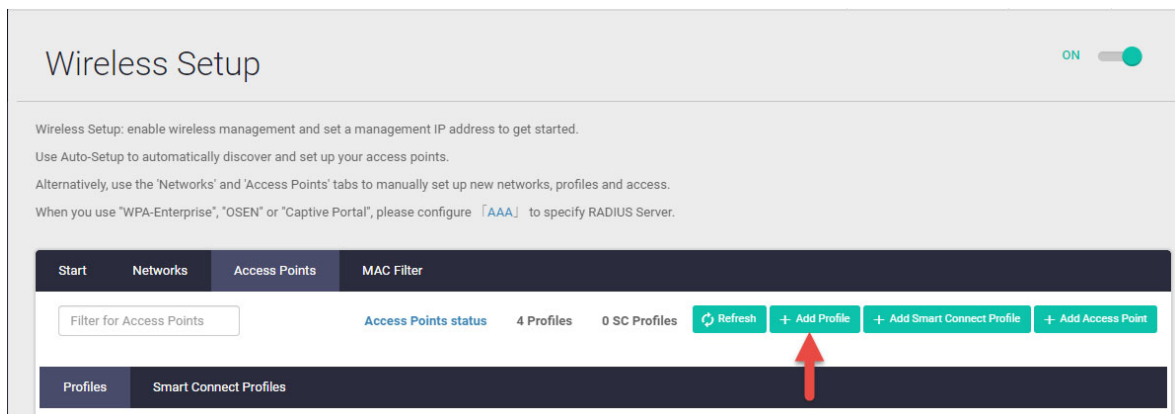 Wireless Setup
ON
Wireless Setup: enable wireless management and set a management IP address to get started.
Use Auto-Setup to automatically discover and set up your access points.
Alternatively, use the 'Networks' and 'Access Points' tabs to manually set up new networks, profiles and access.
When you use "WPA-Enterprise", "OSEN" or "Captive Portal", please configure 「AAA」 to specify RADIUS Server.
Start Networks Access Points MAC Filter
Filter for Access Points Access Points status 4 Profiles 0 SC Profiles Refresh + Add Profile + Add Smart Connect Profile + Add Access Point
Profiles Smart Connect Profiles